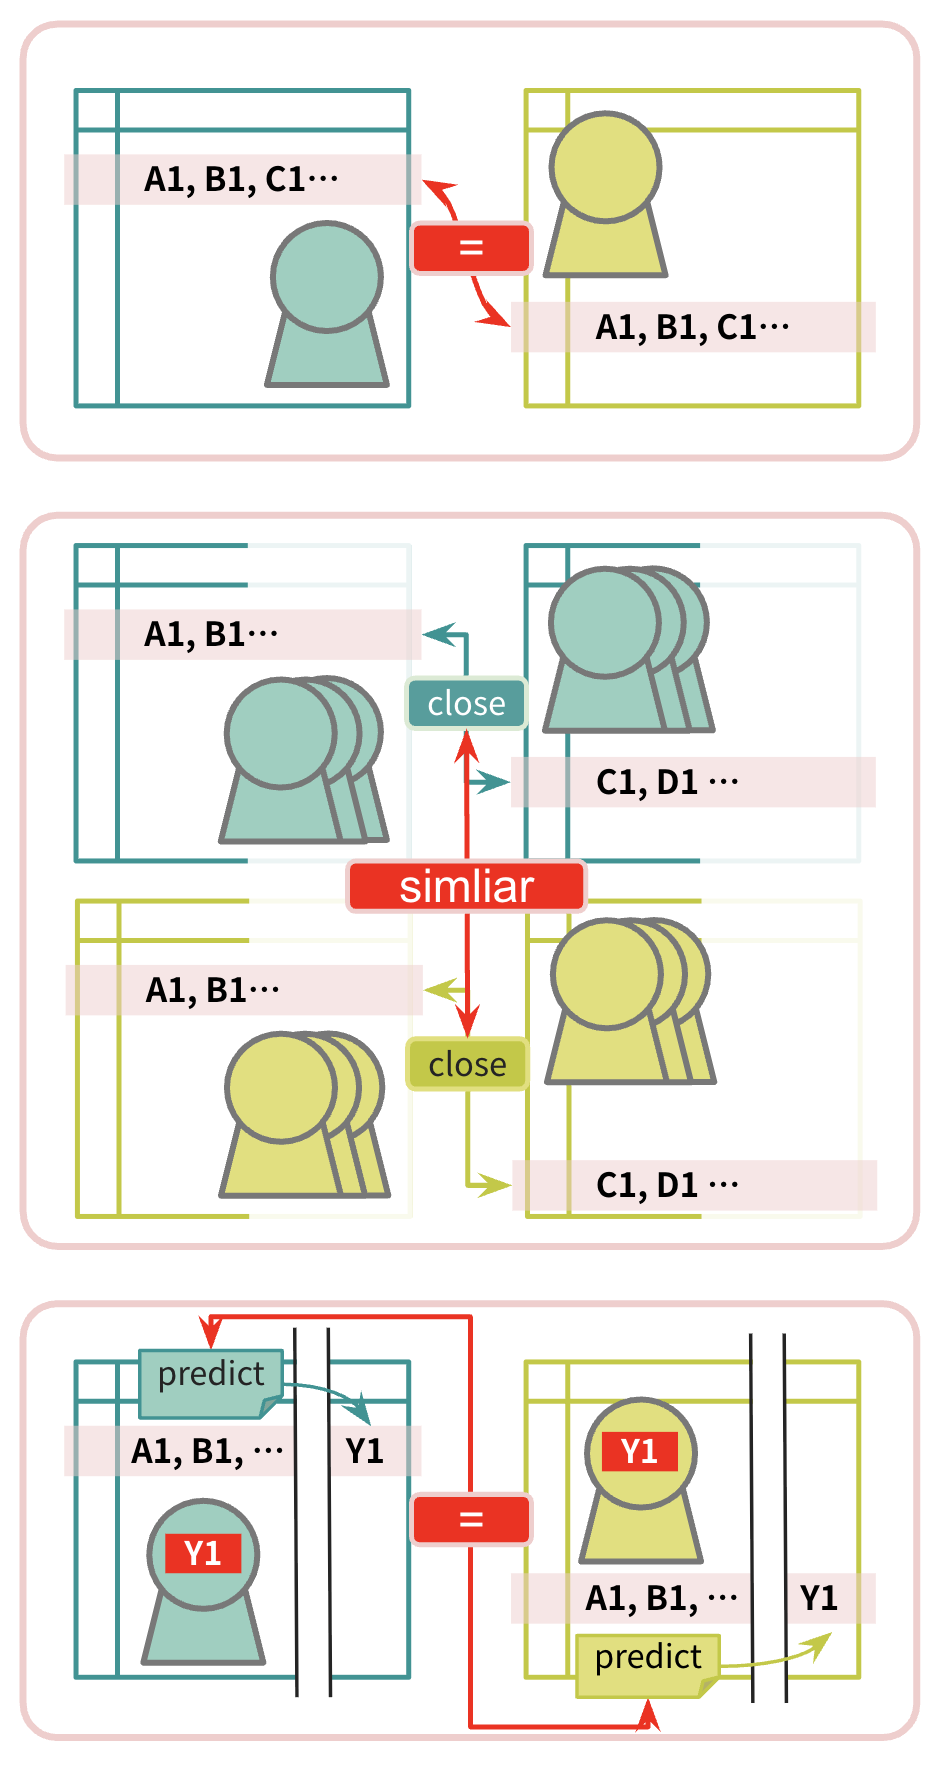 A1, B1, C1⋯
=
A1, B1, C1⋯
A1, B1⋯
close
C1, D1 ⋯
simliar
A1, B1⋯
close
C1, D1 ⋯
predict
A1, B1, ⋯ Y1
Y1
Y1
=
A1, B1, ⋯ Y1
predict